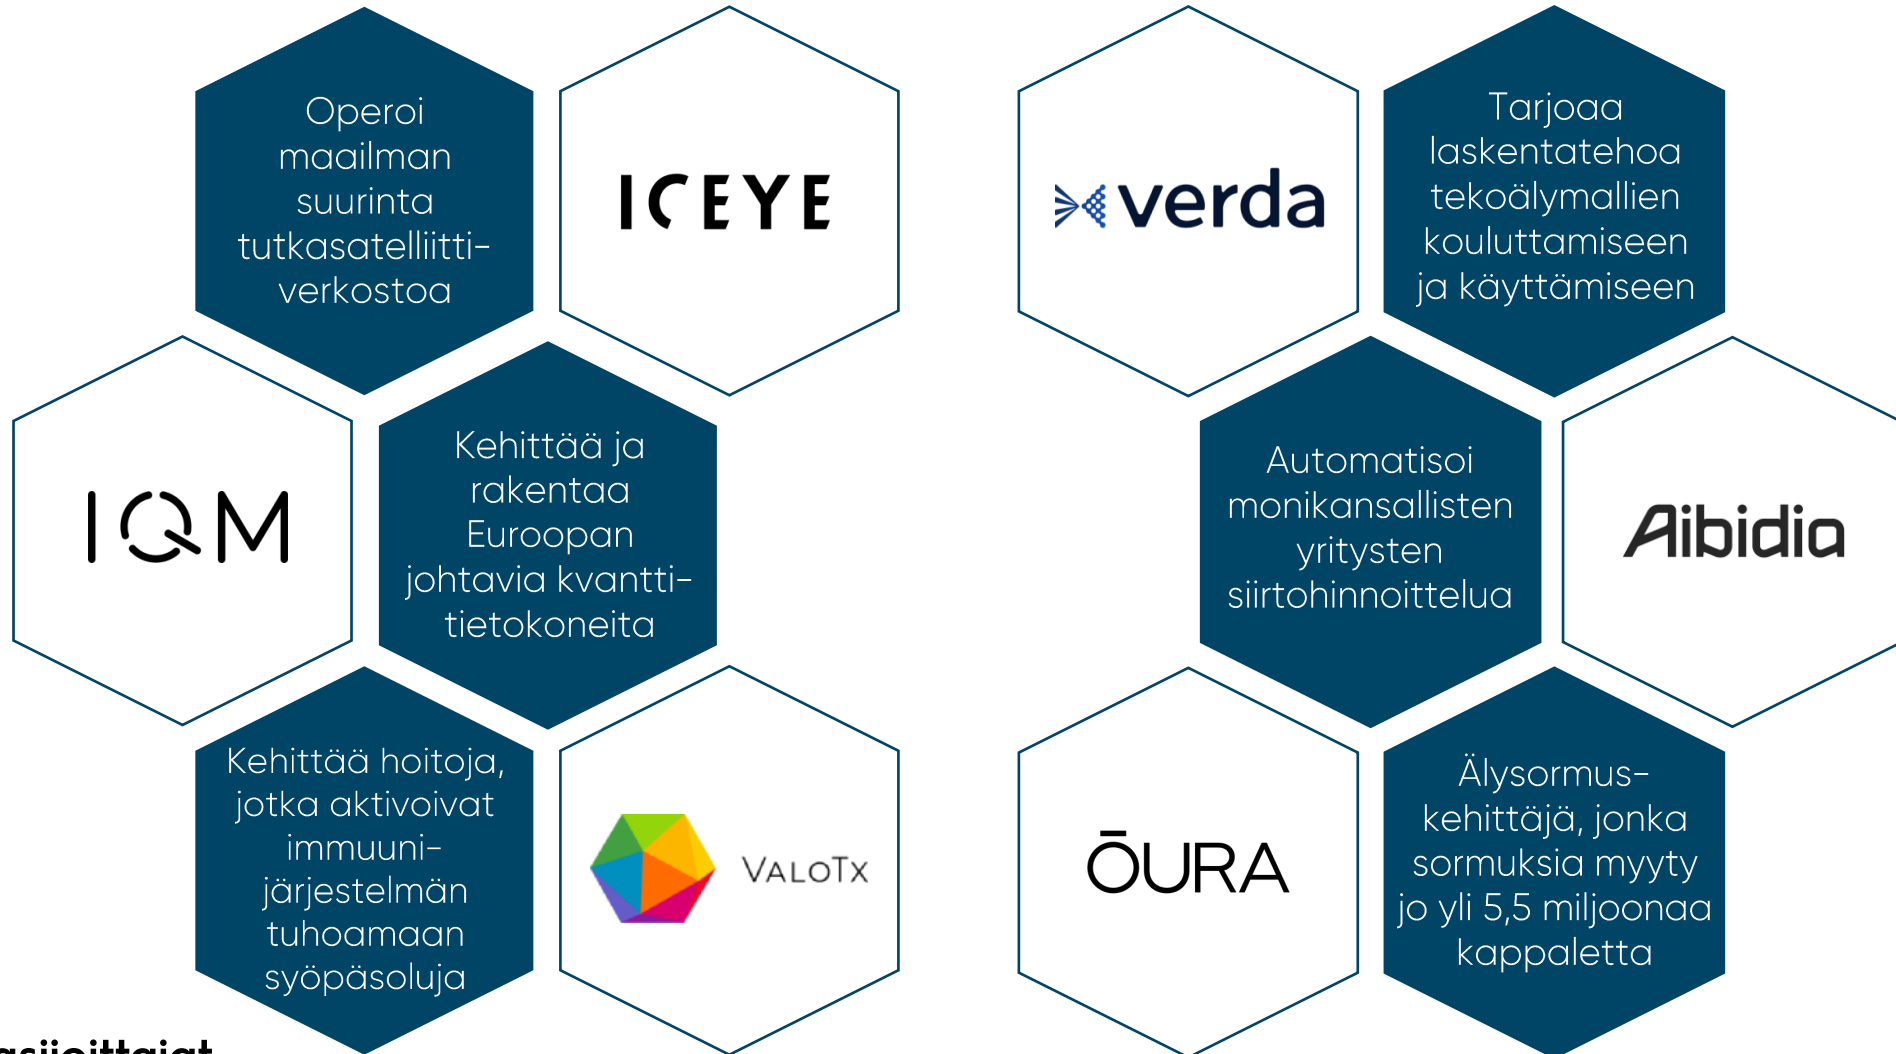 Operoi
maailman
suurinta
tutkasatelliitti-
verkostoa
ICEYE
verda
Tarjoaa
laskentatehoa
tekoälymallien
kouluttamiseen
ja käyttämiseen
IQM
Kehittää ja
rakentaa
Euroopan
johtavia kvantti-
tietokoneita
Automatisoi
monikansallisten
yritysten
siirtohinnoittelua
Aibidia
Kehittää hoitoja,
jotka aktivoivat
immuuni-
järjestelmän
tuhoamaan
syöpäsoluja
VALOTX
ŌURA
Älysormus-
kehittäjä, jonka
sormuksia myyty
jo yli 5,5 miljoonaa
kappaletta